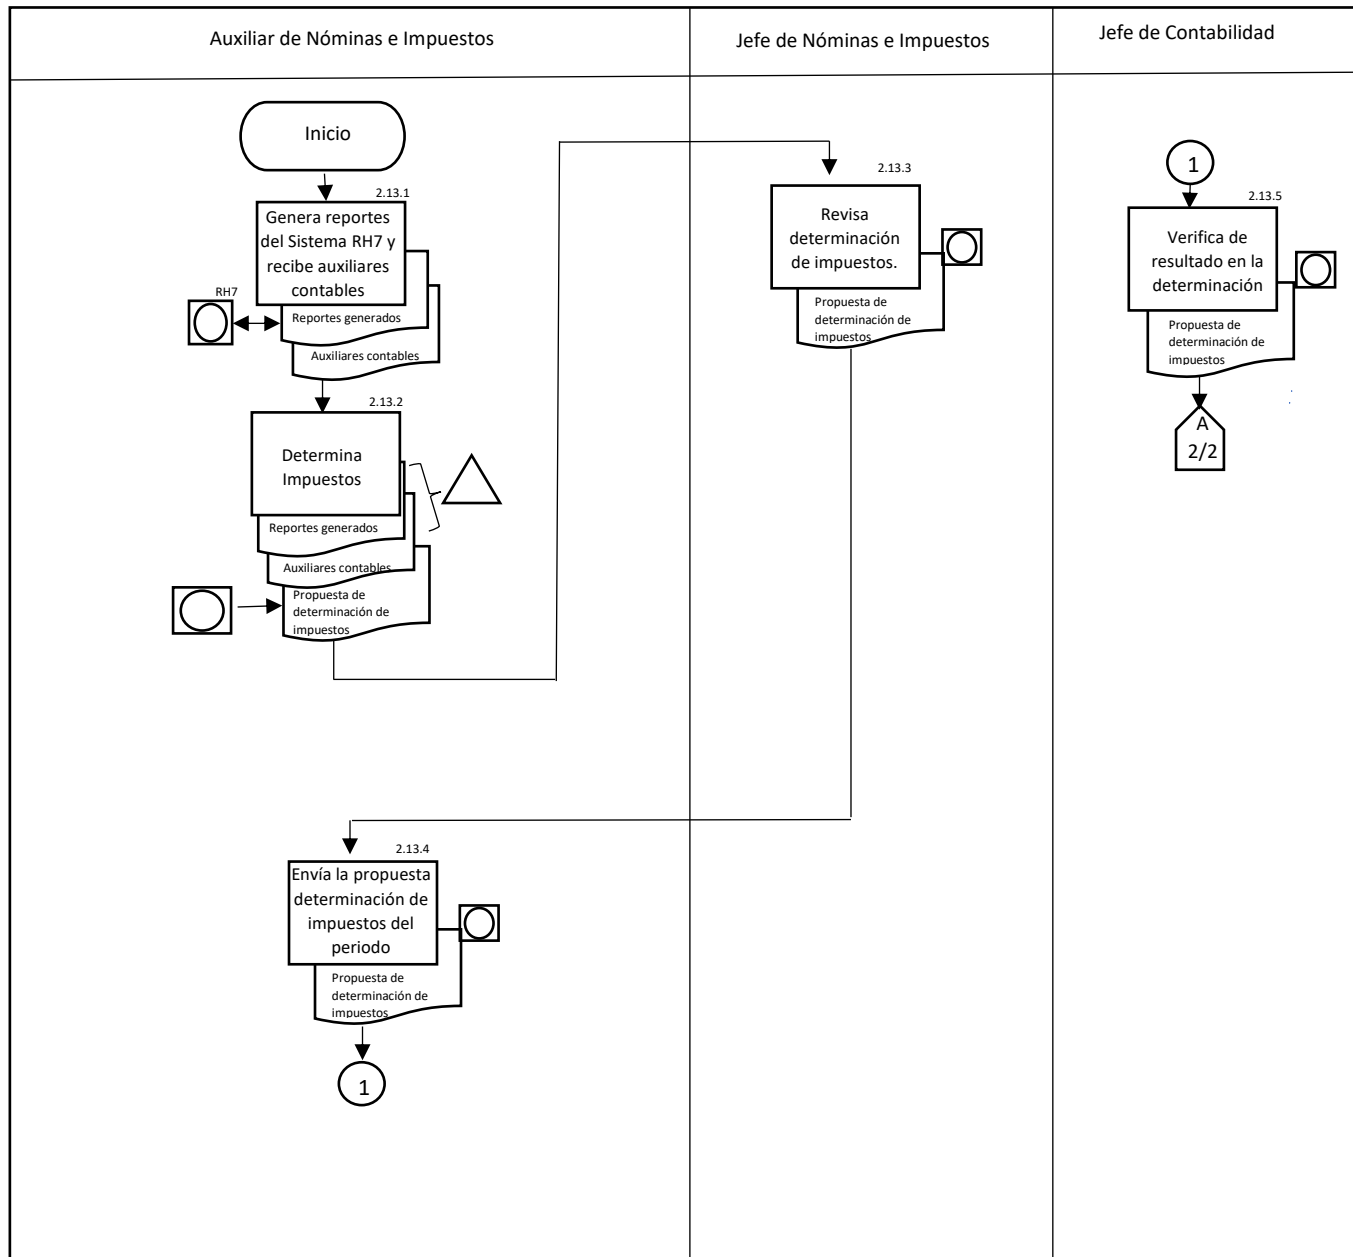 Auxiliar de Nóminas e Impuestos
Jefe de Nóminas e Impuestos
Jefe de Contabilidad
Inicio
2.13.1
Genera reportes
del Sistema RH7 y
recibe auxiliares
contables
RH7
Reportes generados
Auxiliares contables
2.13.2
Determina
Impuestos
Reportes generados
Auxiliares contables
Propuesta de
determinación de
impuestos
2.13.3
Revisa
determinación
de impuestos.
Propuesta de
determinación de
impuestos
2.13.4
Envía la propuesta
determinación de
impuestos del
periodo
Propuesta de
determinación de
impuestos
1
1
2.13.5
Verifica de
resultado en la
determinación
Propuesta de
determinación de
impuestos
A
2/2